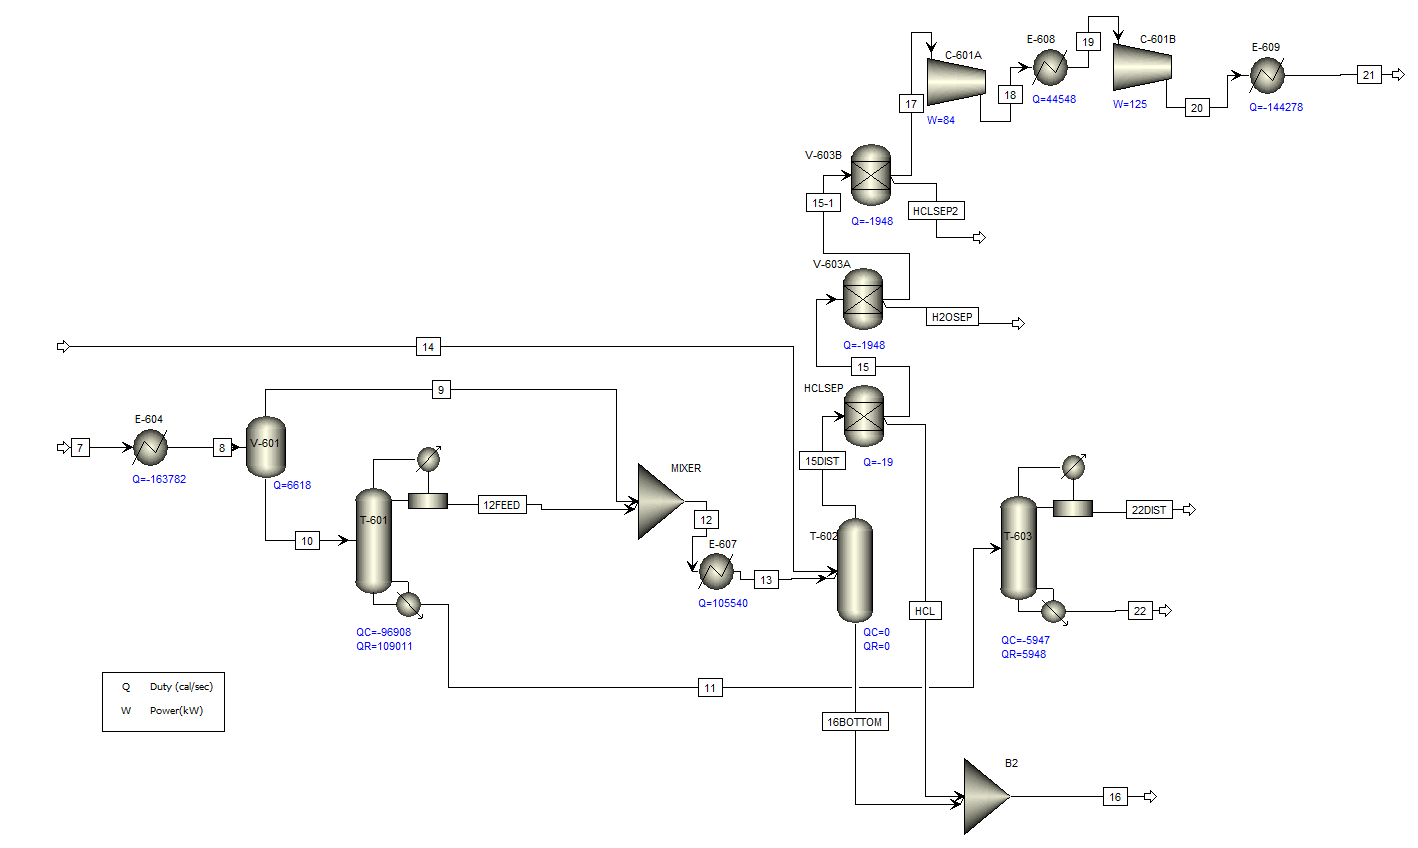 E-608
19
C-601B
E-609
C-601A
21
18
Q=44548
17
W=84
W=125
20
Q=-144278
V-603B
15-1
HCLSEP2
Q=-1948
V-603A
H2OSEP
Q=-1948
14
15
9
HCLSEP
E-604
7
8
V-601
Q=-163782
Q=6618
15DIST
Q=-19
MIXER
12FEED
22DIST
T-601
12
T-602
T-603
10
E-607
13
Q=105540
HCL
22
QC=-96908
QR=109011
QC=0
QR=0
QC=-5947
QR=5948
11
Q Duty (cal/sec)
W Power(kW)
16BOTTOM
B2
16